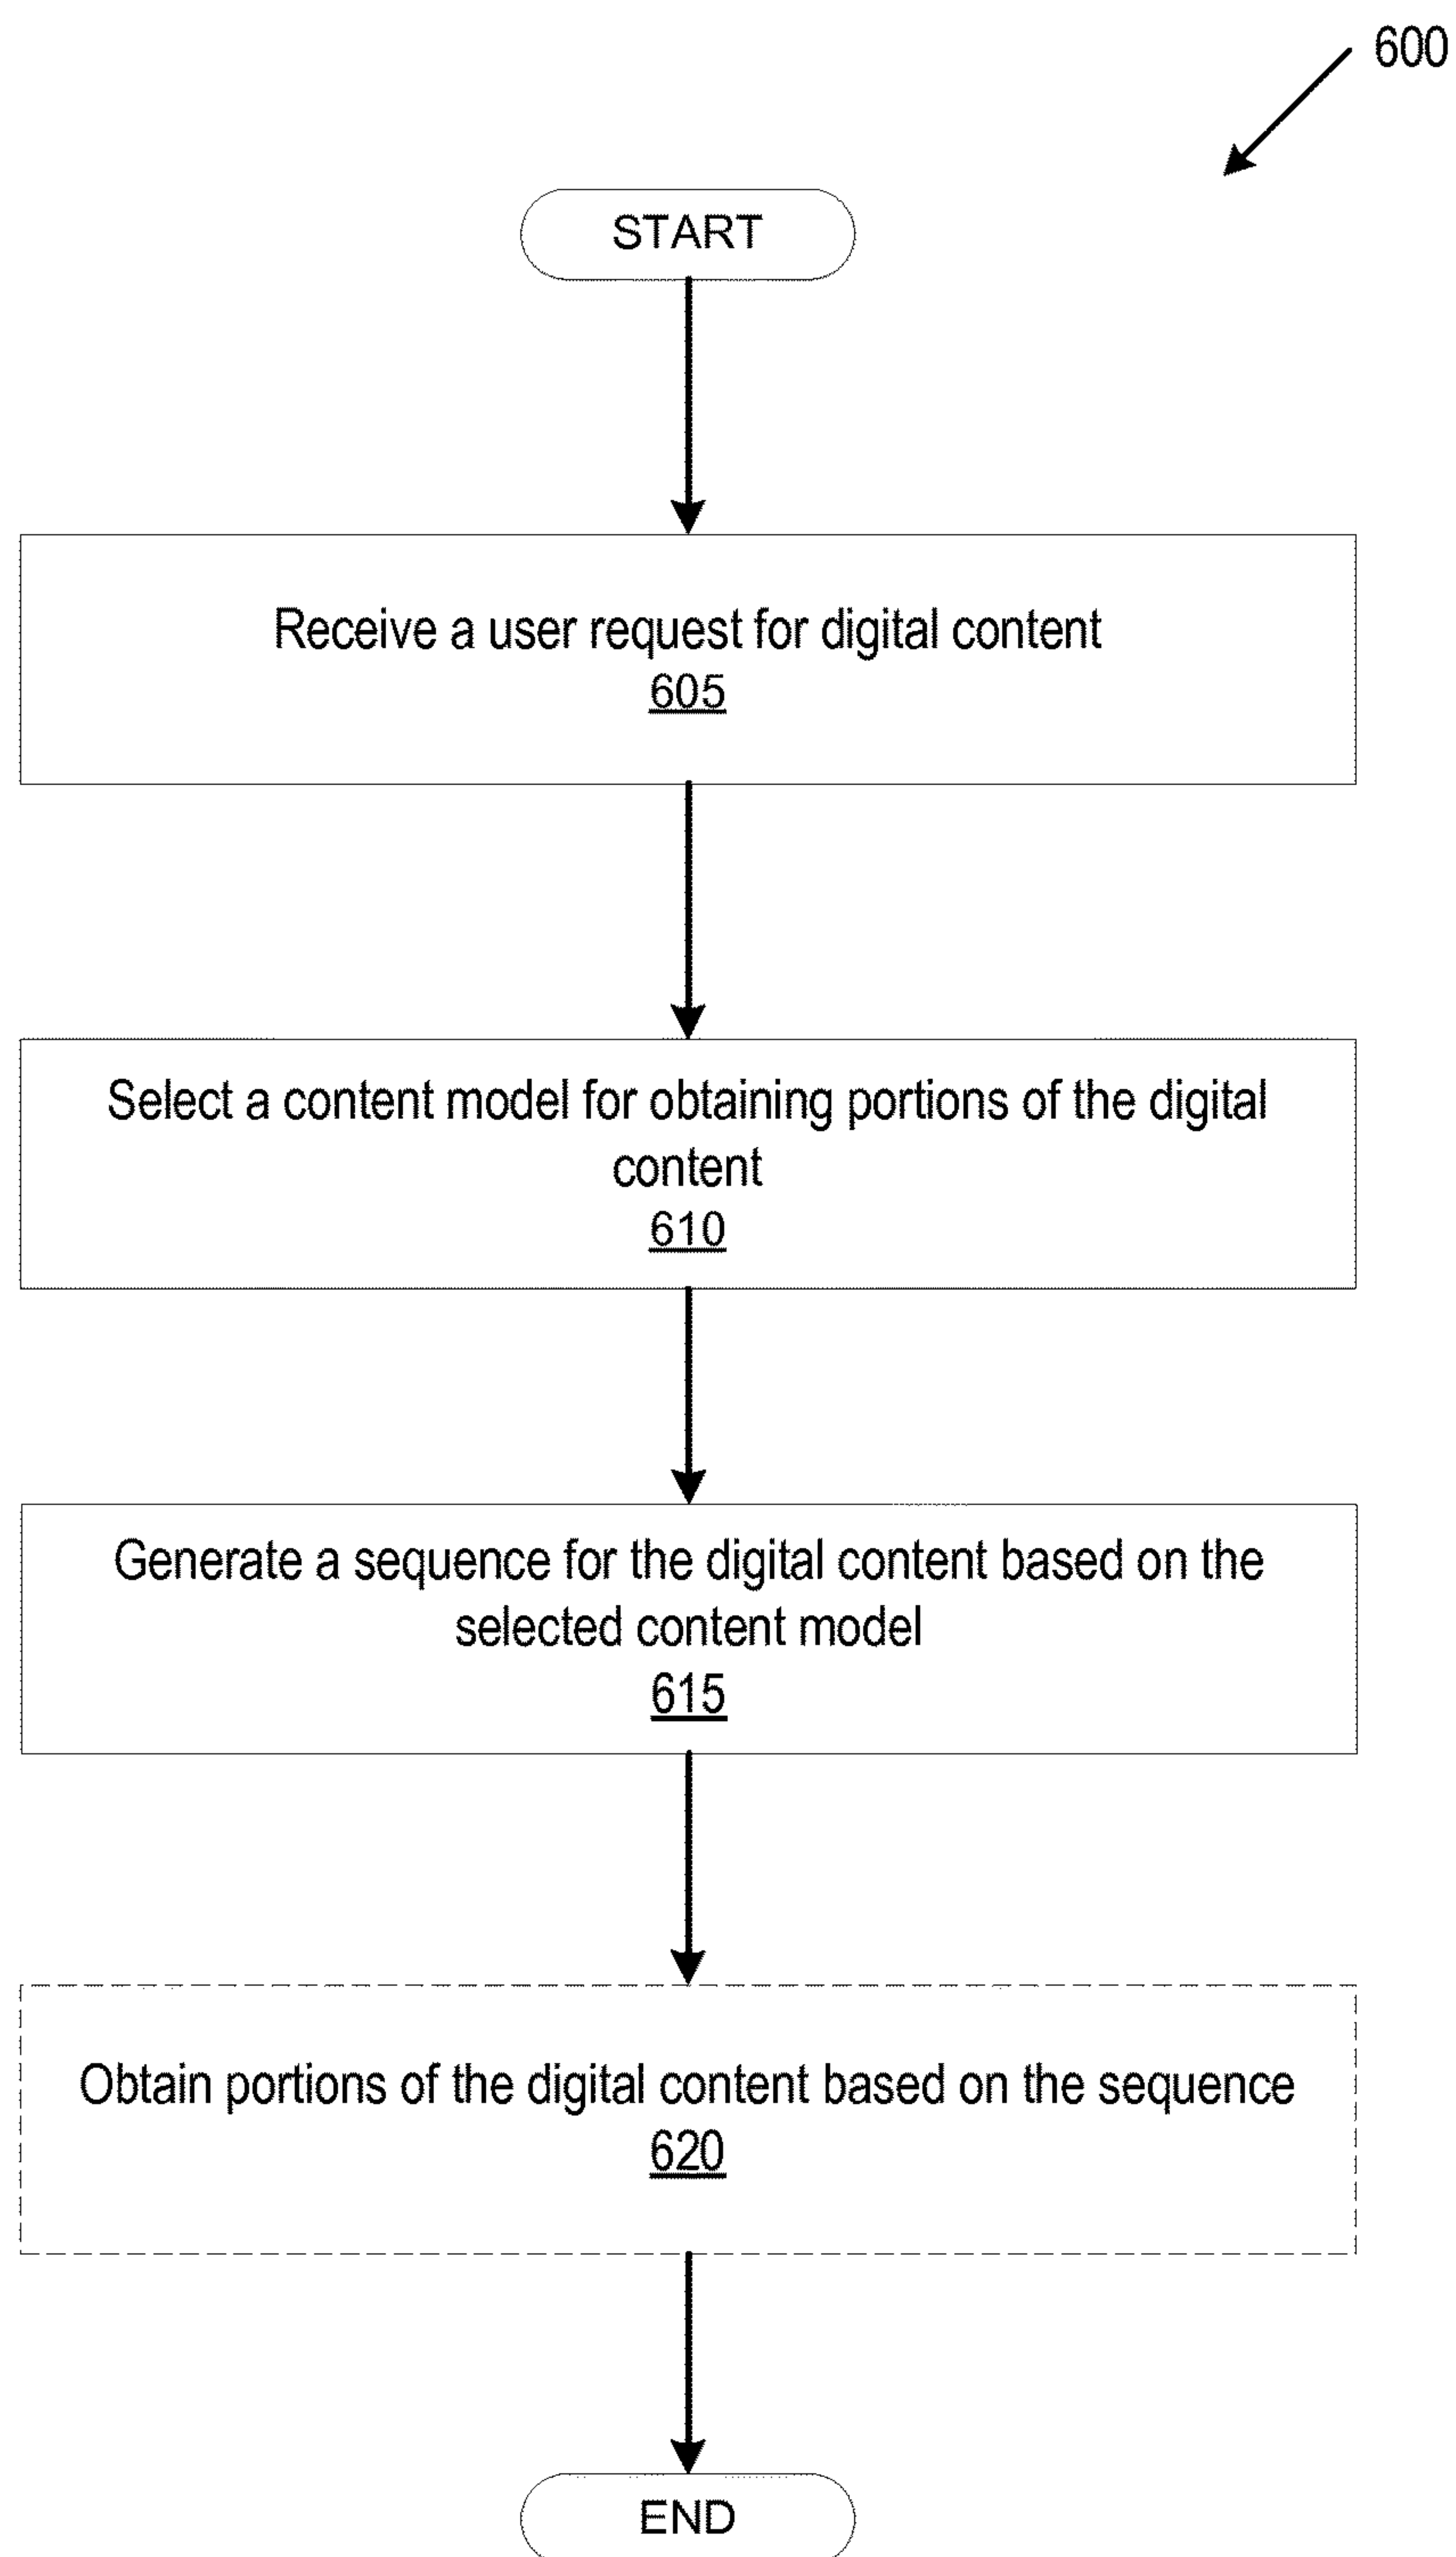 600
START
Receive a user request for digital content
605
Select a content model for obtaining portions of the digital
content
610
Generate a sequence for the digital content based on the
selected content model
615
Obtain portions of the digital content based on the sequence
620
END